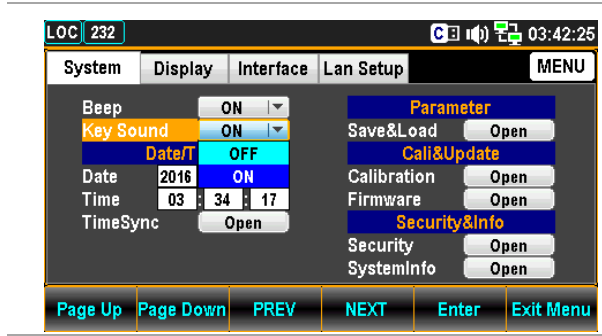 LOC 232 C 03:42:25
System Display Interface Lan Setup MENU
Beep ON
Key Sound ON
OFF
ON
Date/T
Date 2016
Time 03 : 34 : 17
TimeSync Open
Parameter
Save&Load Open
Cali&Update
Calibration Open
Firmware Open
Security&Info
Security Open
SystemInfo Open
Page Up Page Down PREV NEXT Enter Exit Menu